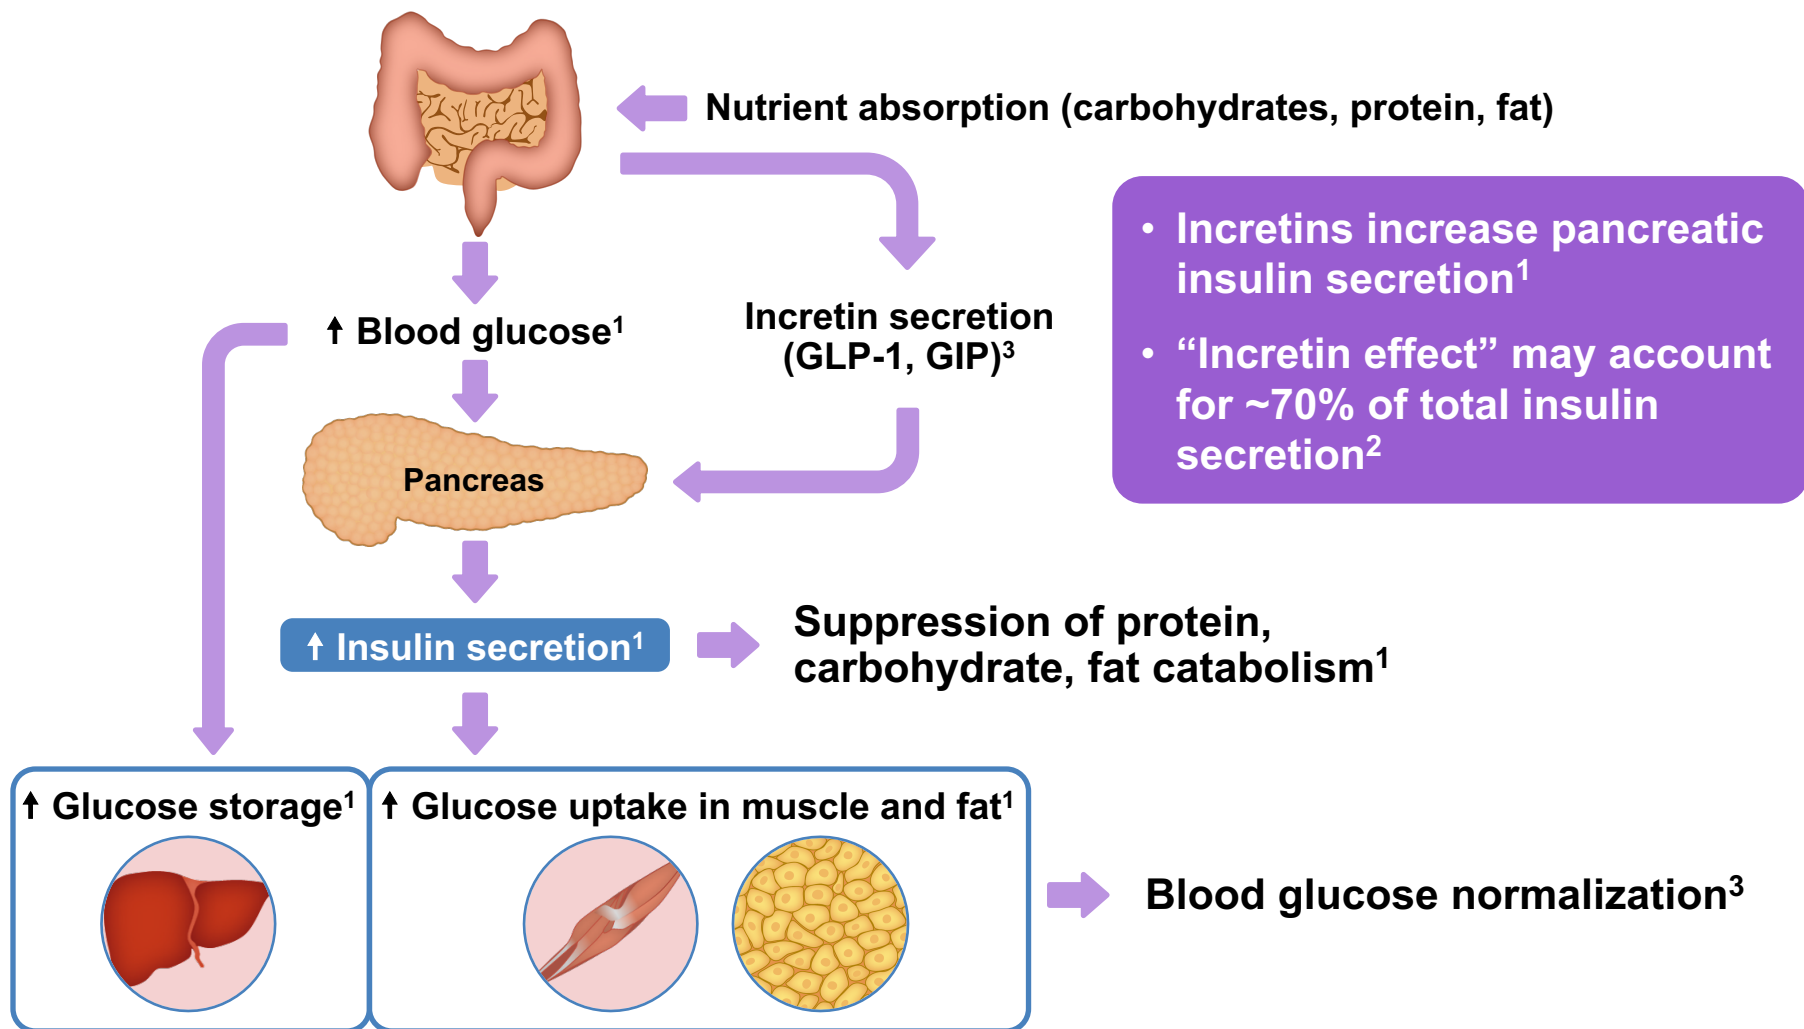 Nutrient absorption (carbohydrates, protein, fat)
• Incretins increase pancreatic
insulin secretion¹
• “Incretin effect” may account
for ~70% of total insulin
secretion²
↑ Blood glucose¹
Incretin secretion
(GLP-1, GIP)³
Pancreas
↑ Insulin secretion¹
Suppression of protein,
carbohydrate, fat catabolism¹
↑ Glucose storage¹
↑ Glucose uptake in muscle and fat¹
Blood glucose normalization³